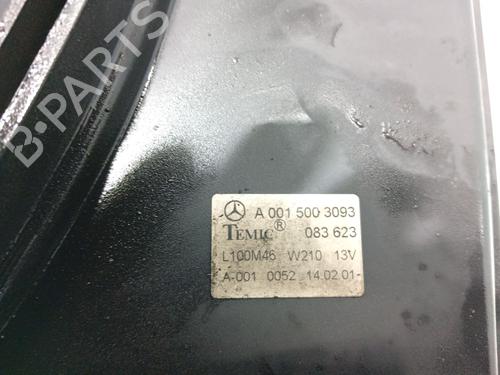 B-PARTS
A 001 500 3093
TEMIC® 083 623
L100M46 W210 13V
A-001 0052 14.02.01-